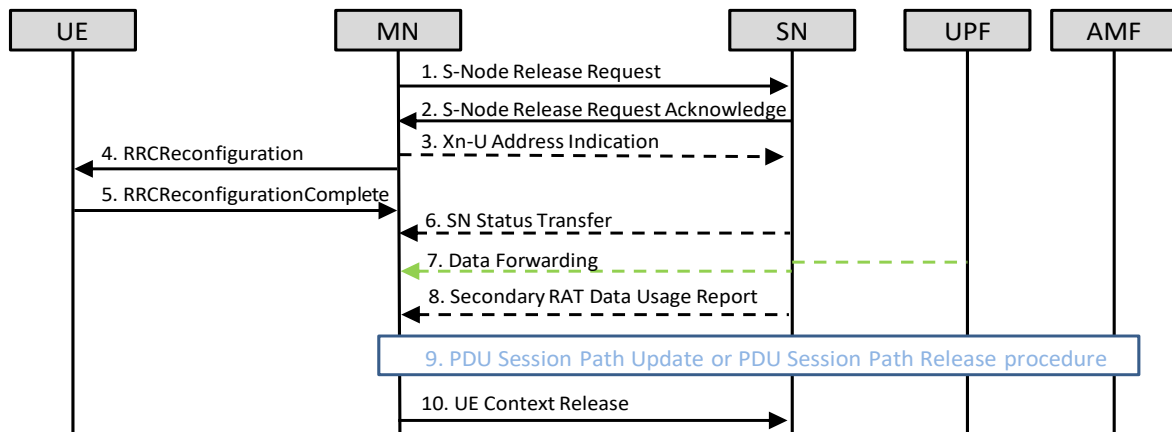 UE
MN
SN
UPF
AMF
1. S-Node Release Request
2. S-Node Release Request Acknowledge
3. Xn-U Address Indication
4. RRCReconfiguration
5. RRCReconfigurationComplete
6. SN Status Transfer
7. Data Forwarding
8. Secondary RAT Data Usage Report
9. PDU Session Path Update or PDU Session Path Release procedure
10. UE Context Release